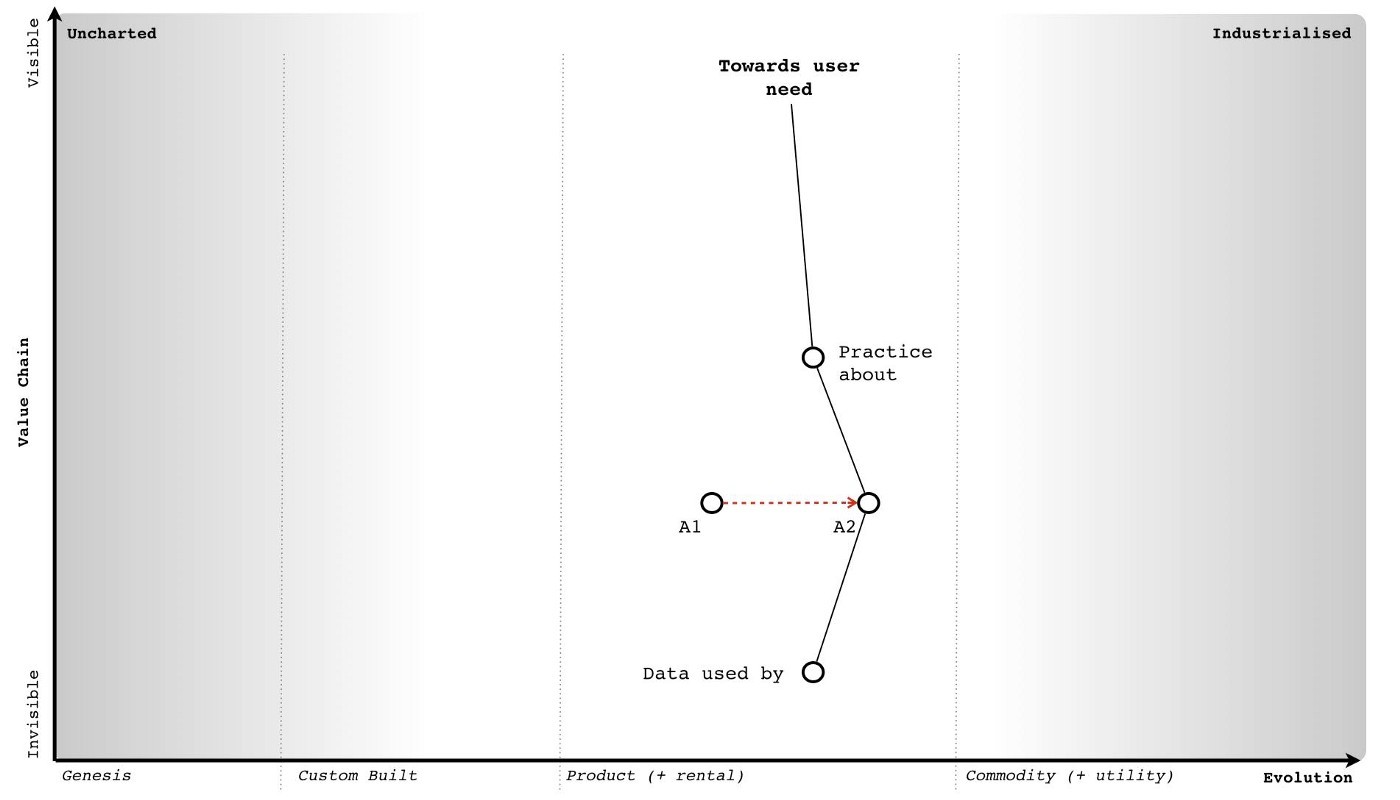 Visible
Uncharted
Industrialised
Towards user
need
Value Chain
Practice
about
A1
A2
Data used by
Invisible
Genesis
Custom Built
Product (+ rental)
Commodity (+ utility)
Evolution